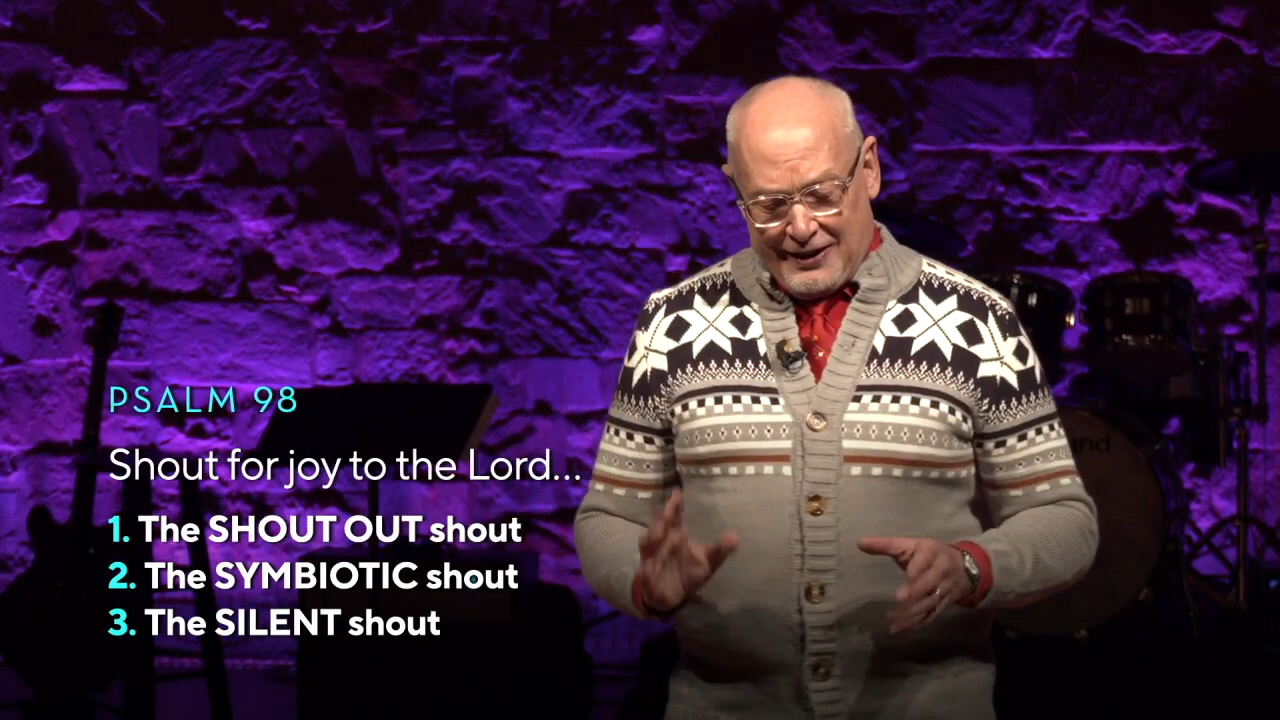 PSALM 98
Shout for joy to the Lord...
1. The SHOUT OUT shout
2. The SYMBIOTIC shout
3. The SILENT shout